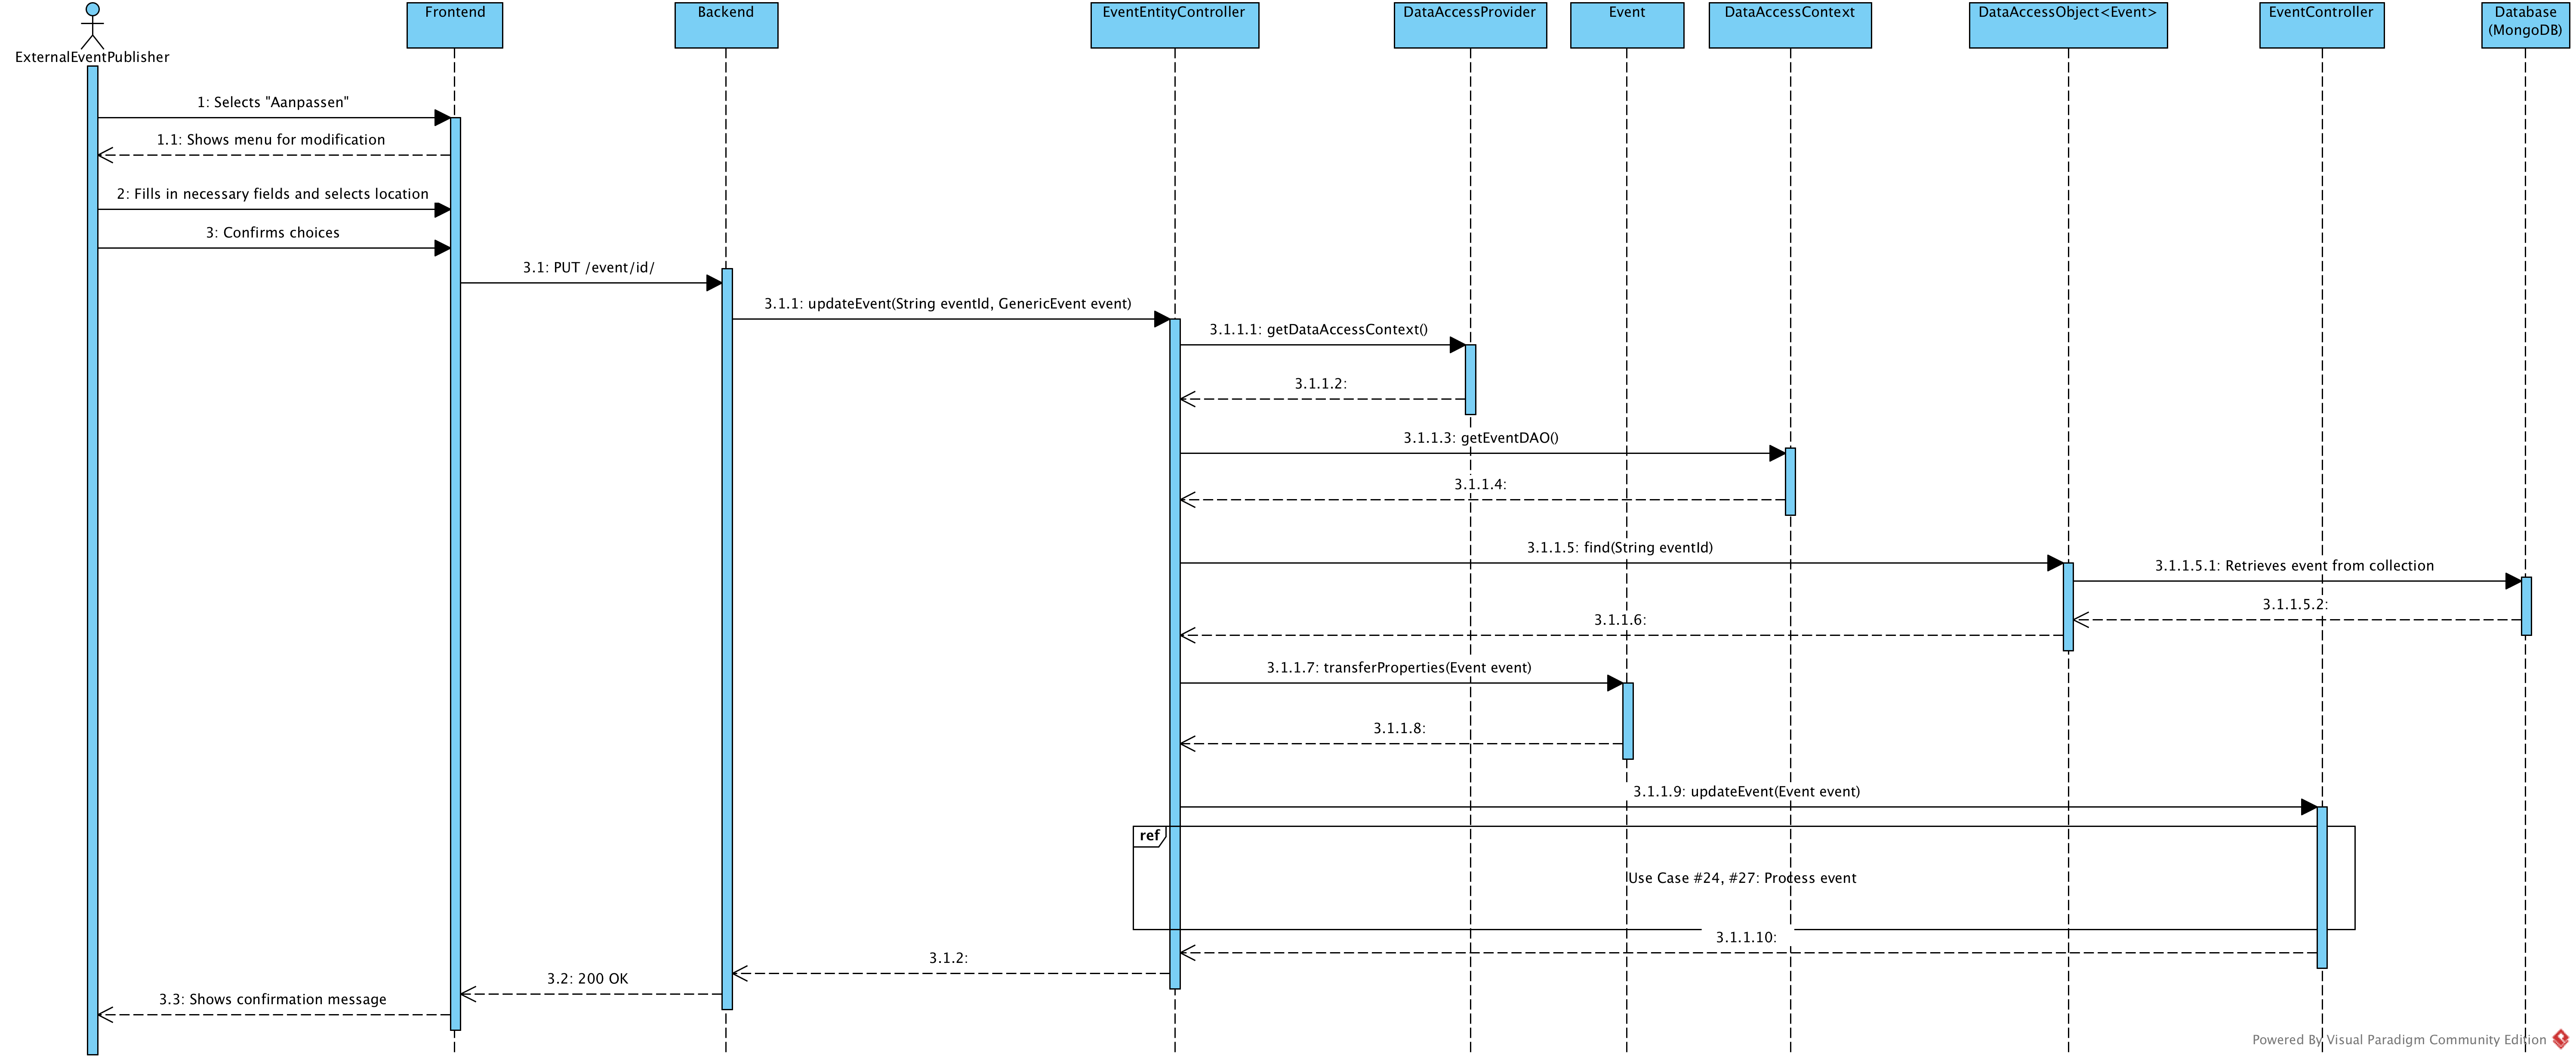 Frontend
Backend
EventEntityController
DataAccessProvider
Event
DataAccessContext
DataAccessObject<Event>
EventController
Database
(MongoDB)
ExternalEventPublisher
1: Selects "Aanpassen"
1.1: Shows menu for modification
2: Fills in necessary fields and selects location
3: Confirms choices
3.1: PUT /event/id/
3.1.1: updateEvent(String eventId, GenericEvent event)
3.1.1.1: getDataAccessContext()
3.1.1.2:
3.1.1.3: getEventDAO()
3.1.1.4:
3.1.1.5: find(String eventId)
3.1.1.5.1: Retrieves event from collection
3.1.1.5.2:
3.1.1.6:
3.1.1.7: transferProperties(Event event)
3.1.1.8:
3.1.1.9: updateEvent(Event event)
ref
Use Case #24, #27: Process event
3.1.1.10:
3.1.2:
3.2: 200 OK
3.3: Shows confirmation message
Powered By Visual Paradigm Community Edition